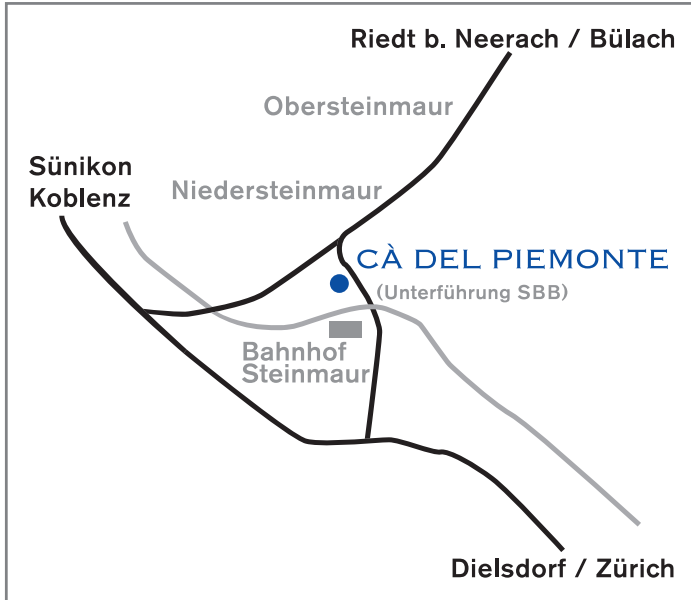 Riedt b. Neerach / Bülach
Obersteinmaur
Sünikon
Koblenz
Niedersteinmaur
CÀ DEL PIEMONTE
(Unterführung SBB)
Bahnhof
Steinmaur
Dielsdorf / Zürich